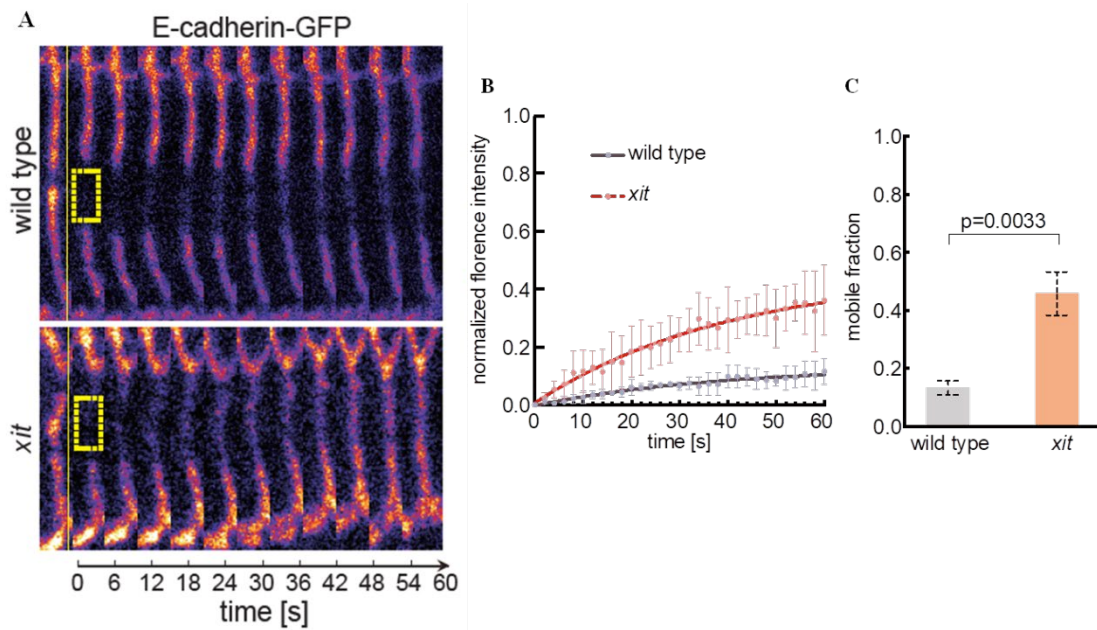 A
E-cadherin-GFP
wild type
xit
0 6 12 18 24 30 36 42 48 54 60
time [s]
B
normalized florence intensity
1.0
0.8
0.6
0.4
0.2
0.0
0 10 20 30 40 50 60
time [s]
wild type
xit
C
mobile fraction
1.0
0.8
0.6
0.4
0.2
0.0
p=0.0033
wild type
xit